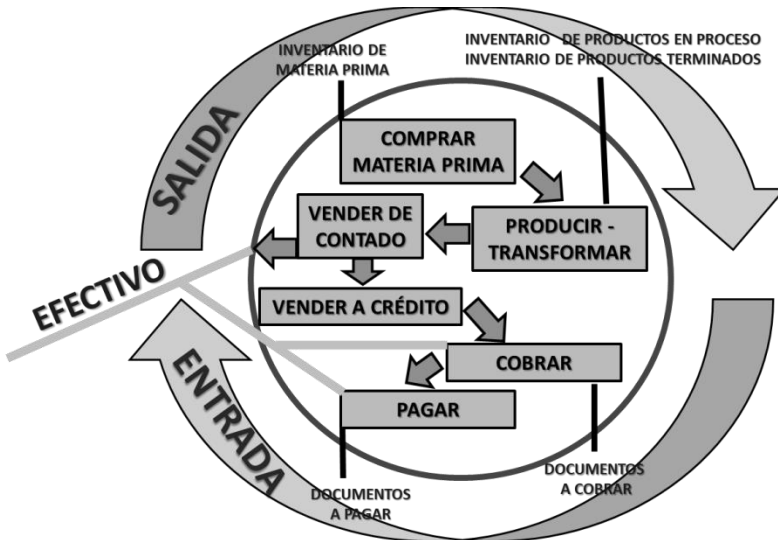 INVENTARIO DE
MATERIA PRIMA
INVENTARIO DE PRODUCTOS EN PROCESO
INVENTARIO DE PRODUCTOS TERMINADOS
SALIDA
COMPRAR
MATERIA PRIMA
VENDER DE
CONTADO
PRODUCIR -
TRANSFORMAR
EFECTIVO
VENDER A CRÉDITO
COBRAR
PAGAR
ENTRADA
DOCUMENTOS
A PAGAR
DOCUMENTOS
A COBRAR